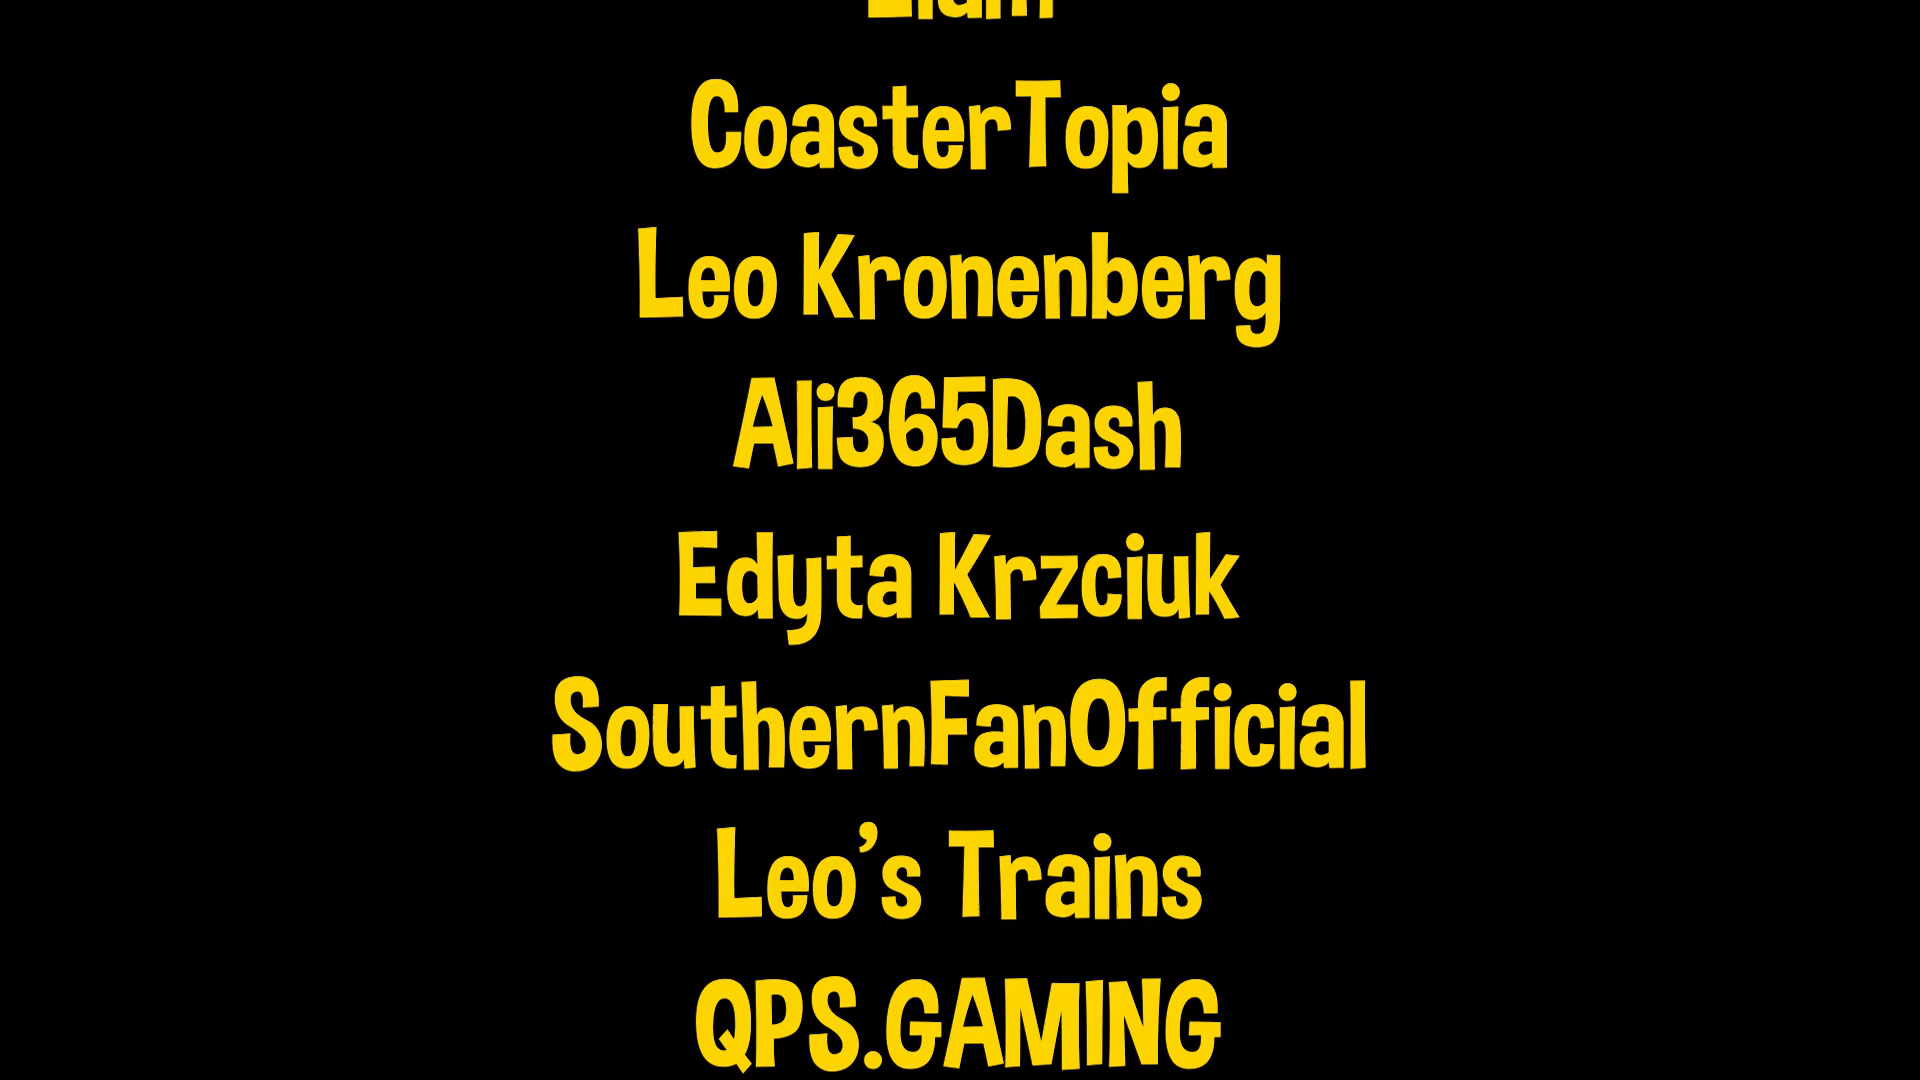 CoasterTopia
Leo Kronenberg
Ali365Dash
Edyta Krzciuk
SouthernFanOfficial
Leo’s Trains
QPS.GAMING